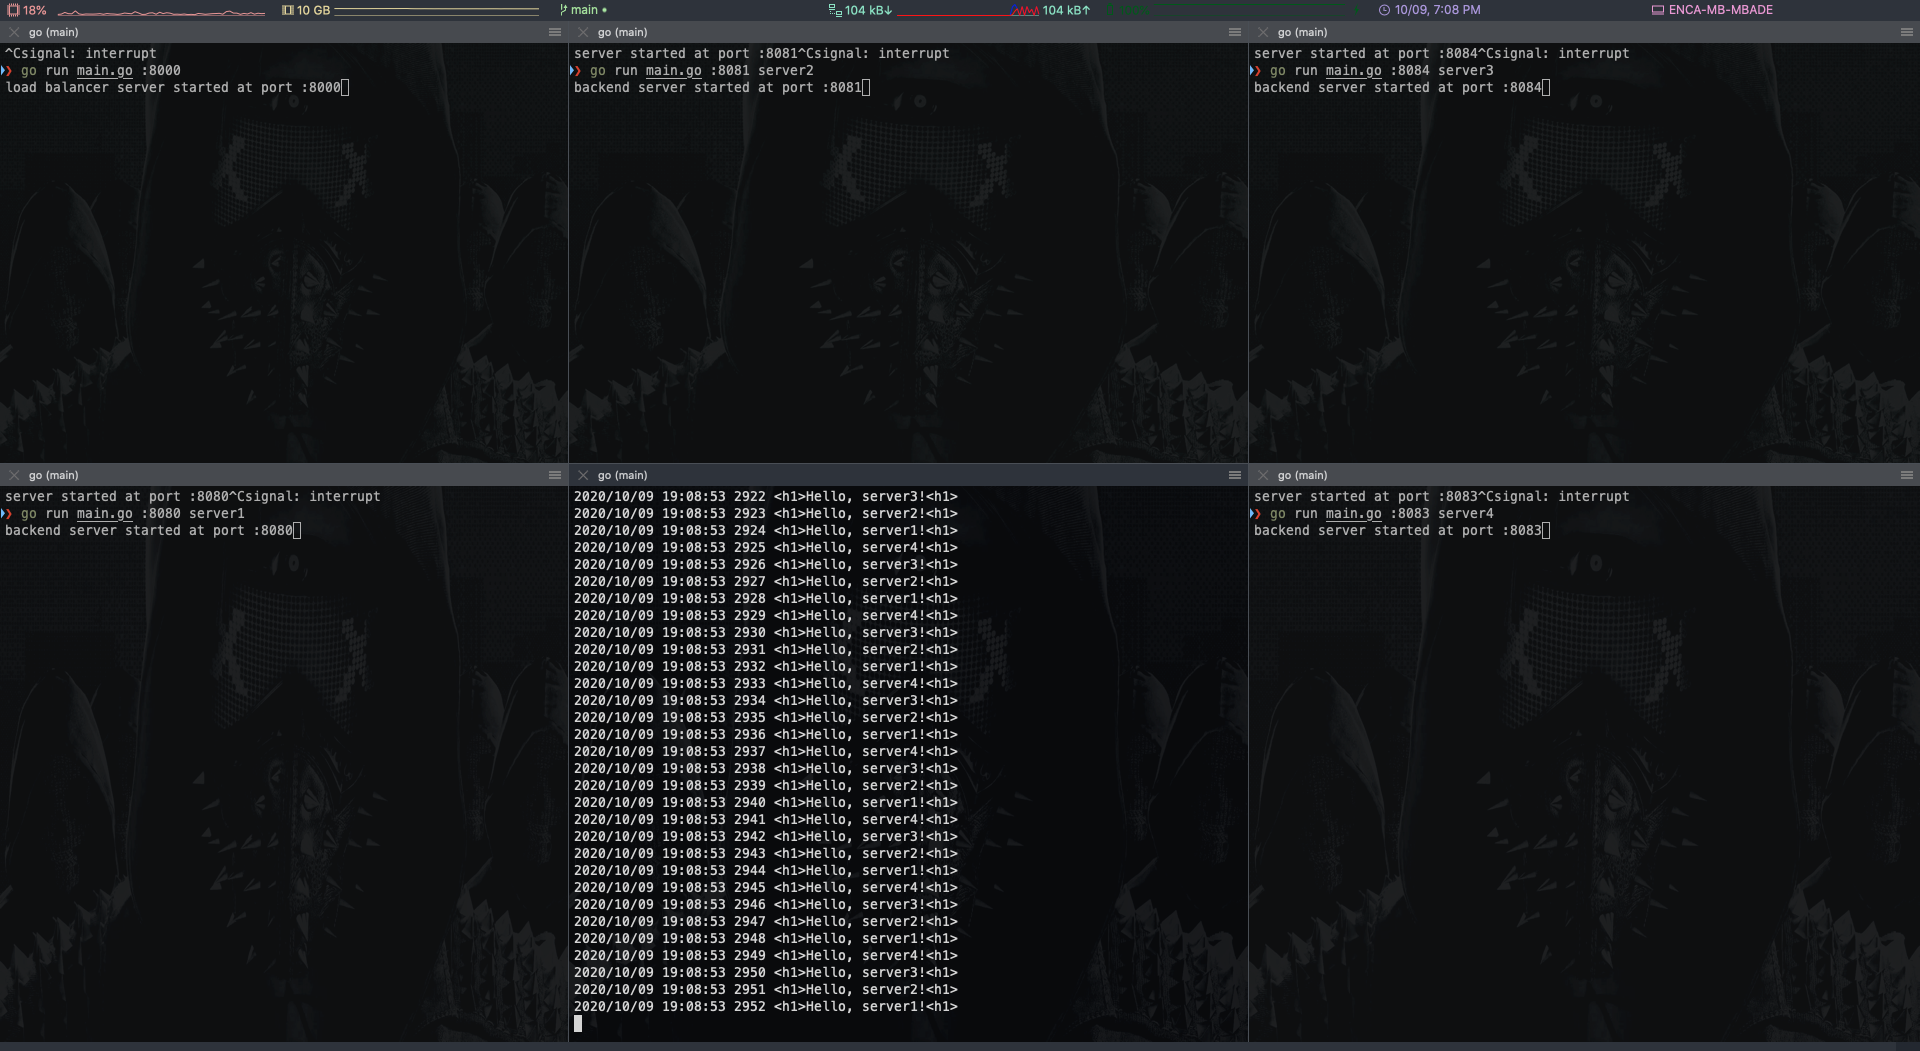 18% 10 GB main • 104 kB↓ 104 kB↑ 100% 10/09, 7:08 PM ENCA-MB-MBADE
go (main)
^Csignal: interrupt
❯ go run main.go :8000
load balancer server started at port :8000
go (main)
server started at port :8081^Csignal: interrupt
❯ go run main.go :8081 server2
backend server started at port :8081
go (main)
server started at port :8084^Csignal: interrupt
❯ go run main.go :8084 server3
backend server started at port :8084
go (main)
server started at port :8080^Csignal: interrupt
❯ go run main.go :8080 server1
backend server started at port :8080
go (main)
2020/10/09 19:08:53 2922 <h1>Hello, server3!<h1>
2020/10/09 19:08:53 2923 <h1>Hello, server2!<h1>
2020/10/09 19:08:53 2924 <h1>Hello, server1!<h1>
2020/10/09 19:08:53 2925 <h1>Hello, server4!<h1>
2020/10/09 19:08:53 2926 <h1>Hello, server3!<h1>
2020/10/09 19:08:53 2927 <h1>Hello, server2!<h1>
2020/10/09 19:08:53 2928 <h1>Hello, server1!<h1>
2020/10/09 19:08:53 2929 <h1>Hello, server4!<h1>
2020/10/09 19:08:53 2930 <h1>Hello, server3!<h1>
2020/10/09 19:08:53 2931 <h1>Hello, server2!<h1>
2020/10/09 19:08:53 2932 <h1>Hello, server1!<h1>
2020/10/09 19:08:53 2933 <h1>Hello, server4!<h1>
2020/10/09 19:08:53 2934 <h1>Hello, server3!<h1>
2020/10/09 19:08:53 2935 <h1>Hello, server2!<h1>
2020/10/09 19:08:53 2936 <h1>Hello, server1!<h1>
2020/10/09 19:08:53 2937 <h1>Hello, server4!<h1>
2020/10/09 19:08:53 2938 <h1>Hello, server3!<h1>
2020/10/09 19:08:53 2939 <h1>Hello, server2!<h1>
2020/10/09 19:08:53 2940 <h1>Hello, server1!<h1>
2020/10/09 19:08:53 2941 <h1>Hello, server4!<h1>
2020/10/09 19:08:53 2942 <h1>Hello, server3!<h1>
2020/10/09 19:08:53 2943 <h1>Hello, server2!<h1>
2020/10/09 19:08:53 2944 <h1>Hello, server1!<h1>
2020/10/09 19:08:53 2945 <h1>Hello, server4!<h1>
2020/10/09 19:08:53 2946 <h1>Hello, server3!<h1>
2020/10/09 19:08:53 2947 <h1>Hello, server2!<h1>
2020/10/09 19:08:53 2948 <h1>Hello, server1!<h1>
2020/10/09 19:08:53 2949 <h1>Hello, server4!<h1>
2020/10/09 19:08:53 2950 <h1>Hello, server3!<h1>
2020/10/09 19:08:53 2951 <h1>Hello, server2!<h1>
2020/10/09 19:08:53 2952 <h1>Hello, server1!<h1>
go (main)
server started at port :8083^Csignal: interrupt
❯ go run main.go :8083 server4
backend server started at port :8083